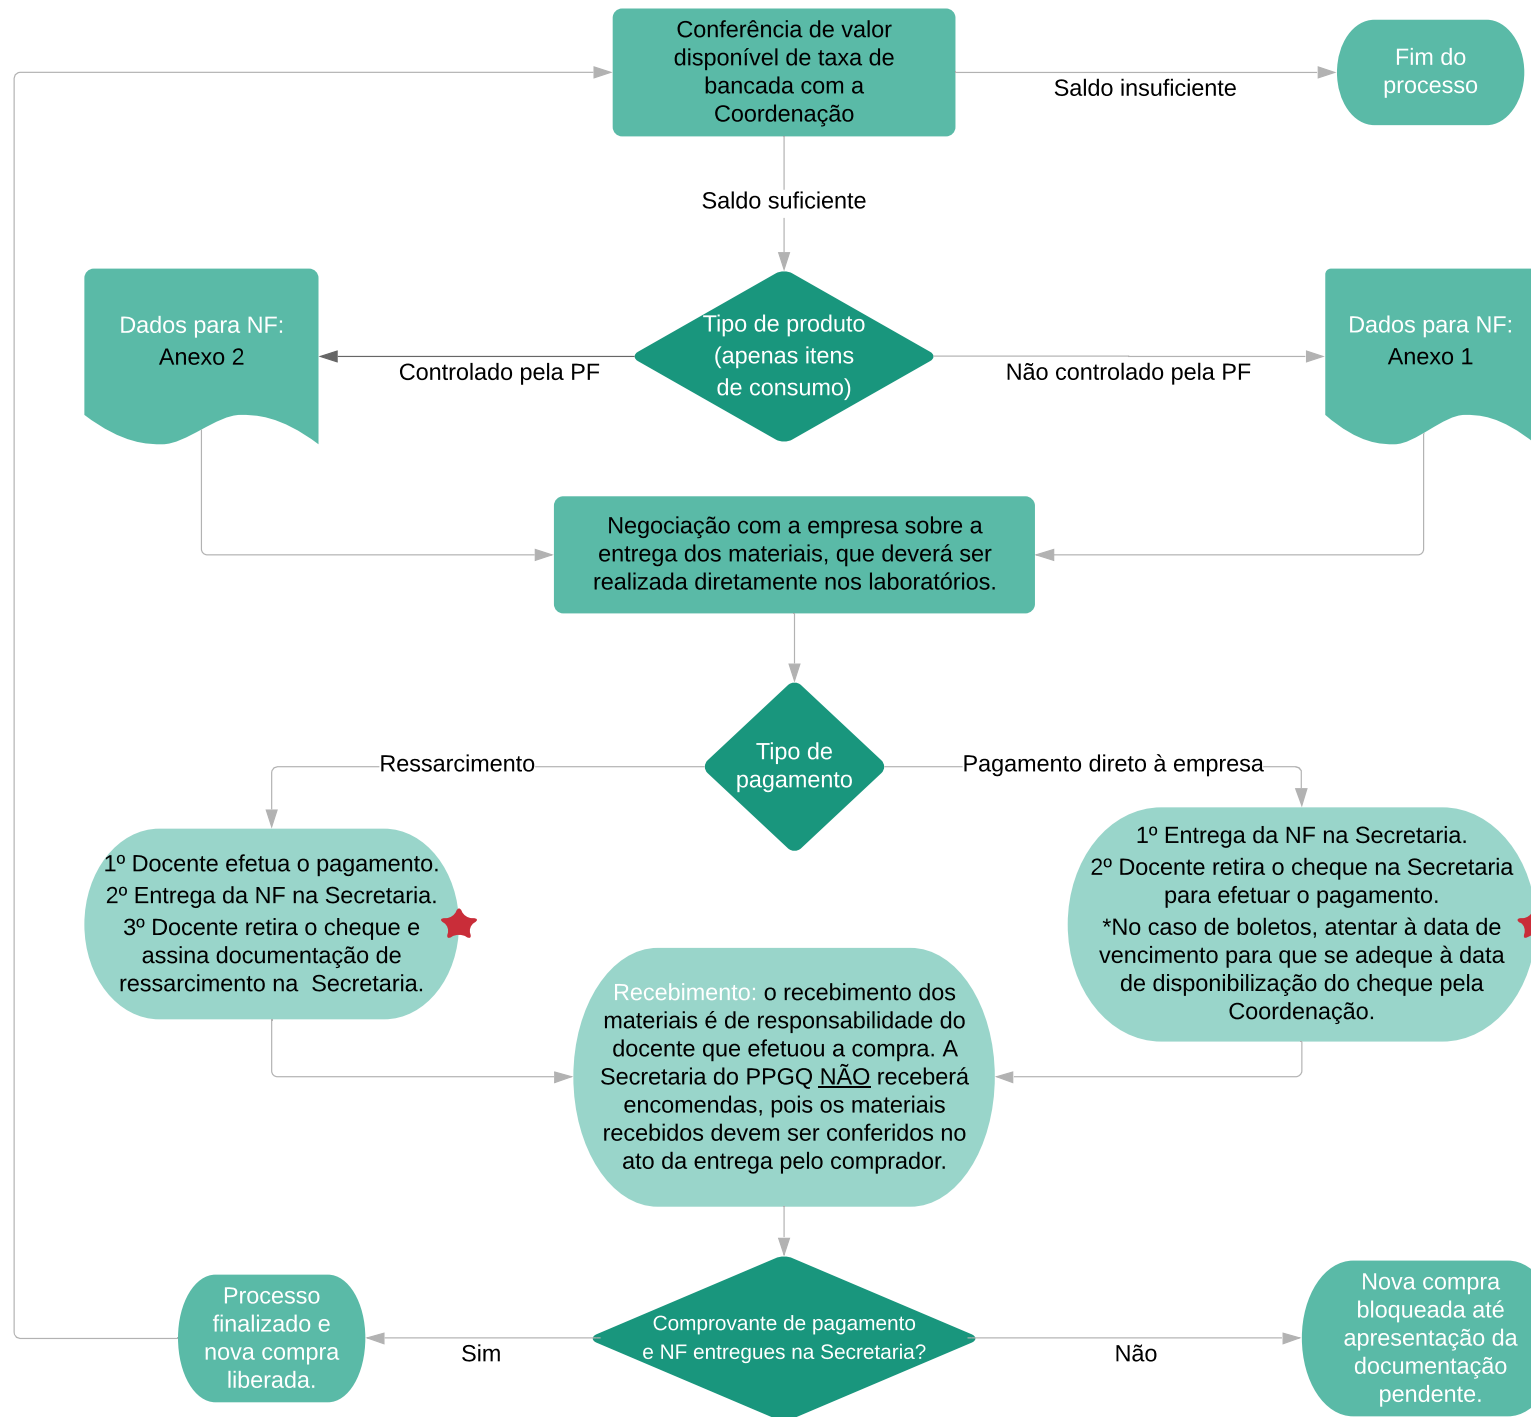 Conferência de valor
disponível de taxa de
bancada com a
Coordenação
Fim do
processo
Saldo insuficiente
Saldo suficiente
Dados para NF:
Anexo 2
Controlado pela PF
Tipo de produto
(apenas itens
de consumo)
Não controlado pela PF
Dados para NF:
Anexo 1
Negociação com a empresa sobre a
entrega dos materiais, que deverá ser
realizada diretamente nos laboratórios.
Ressarcimento
Tipo de
pagamento
Pagamento direto à empresa
1º Docente efetua o pagamento.
2º Entrega da NF na Secretaria.
3º Docente retira o cheque e
assina documentação de
ressarcimento na Secretaria.
1º Entrega da NF na Secretaria.
2º Docente retira o cheque na Secretaria
para efetuar o pagamento.
*No caso de boletos, atentar à data de
vencimento para que se adeque à data
de disponibilização do cheque pela
Coordenação.
Recebimento: o recebimento dos
materiais é de responsabilidade do
docente que efetuou a compra. A
Secretaria do PPGQ NÃO receberá
encomendas, pois os materiais
recebidos devem ser conferidos no
ato da entrega pelo comprador.
Processo
finalizado e
nova compra
liberada.
Sim
Comprovante de pagamento
e NF entregues na Secretaria?
Não
Nova compra
bloqueada até
apresentação da
documentação
pendente.